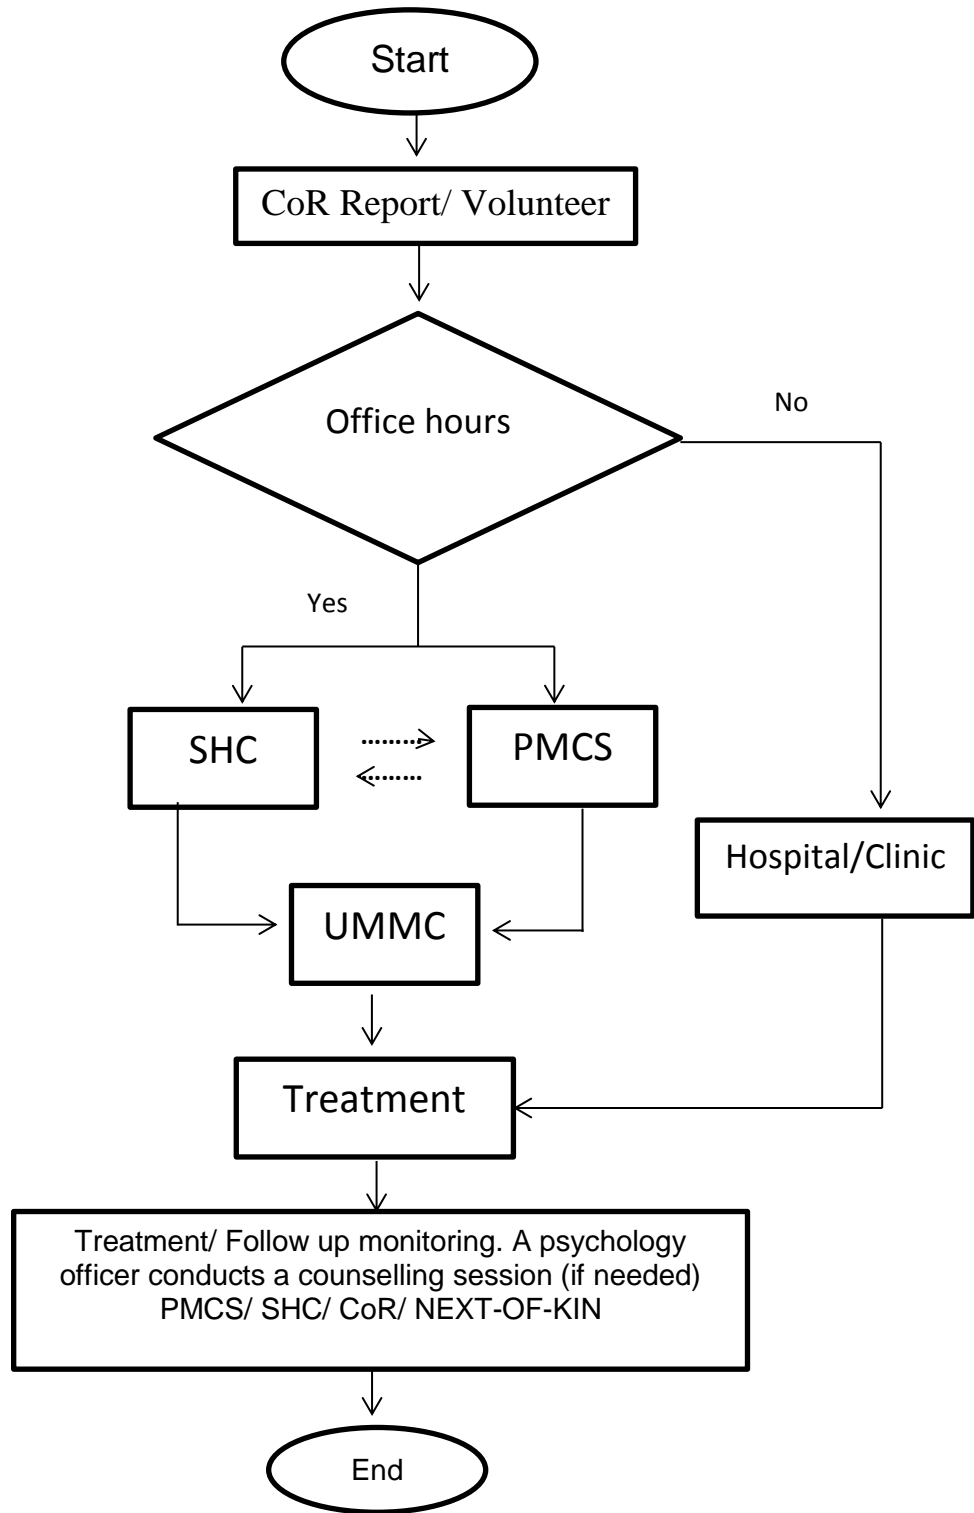 Start
CoR Report/ Volunteer
Office hours
No
Yes
SHC
PMCS
Hospital/Clinic
UMMC
Treatment
Treatment/ Follow up monitoring. A psychology
officer conducts a counselling session (if needed)
PMCS/ SHC/ CoR/ NEXT-OF-KIN
End